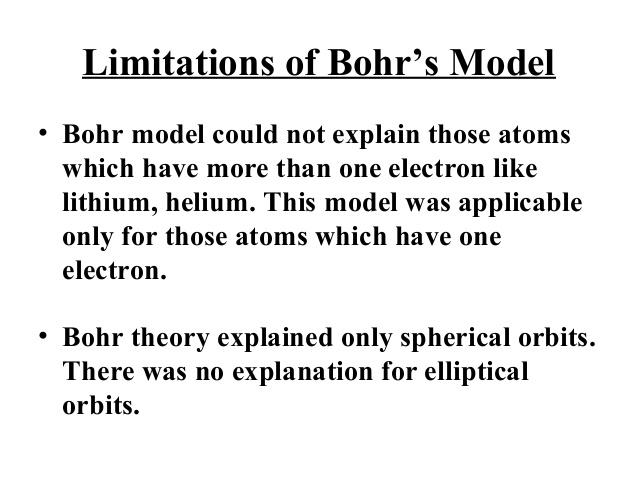 Limitations of Bohr’s Model
• Bohr model could not explain those atoms
which have more than one electron like
lithium, helium. This model was applicable
only for those atoms which have one
electron.
• Bohr theory explained only spherical orbits.
There was no explanation for elliptical
orbits.